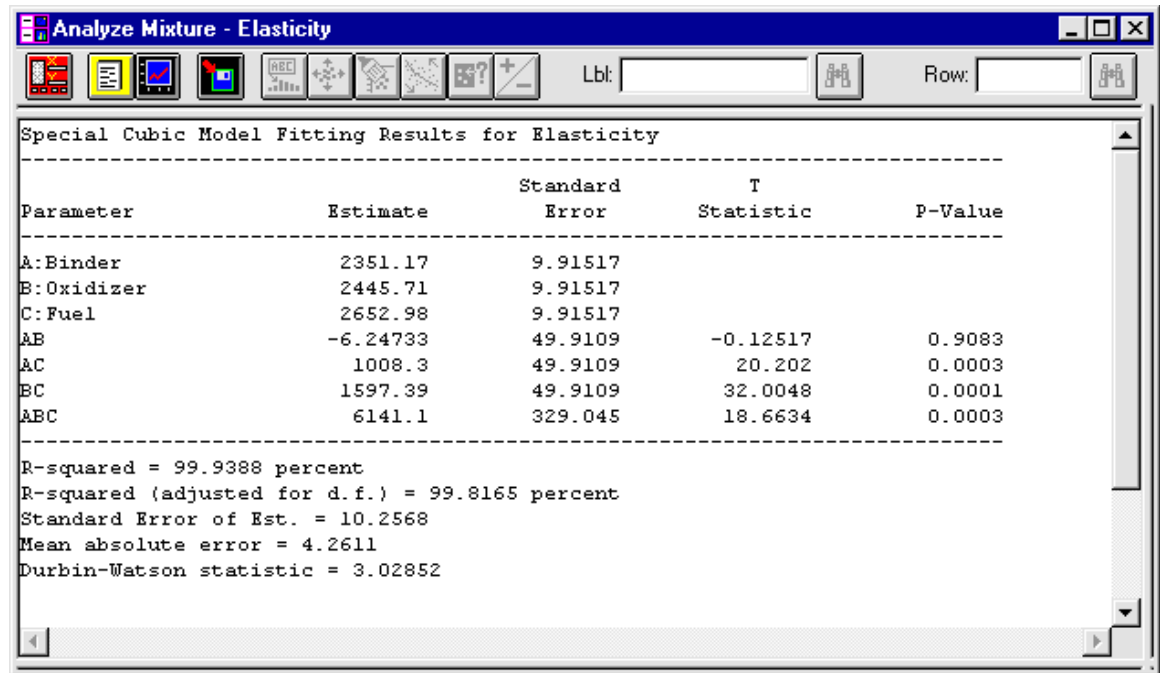 Analyze Mixture - Elasticity
ABC ? Lbl: Row:
Special Cubic Model Fitting Results for Elasticity
Standard T
Parameter Estimate Error Statistic P-Value
A:Binder 2351.17 9.91517
B:Oxidizer 2445.71 9.91517
C:Fuel 2652.98 9.91517
AB -6.24733 49.9109 -0.12517 0.9083
AC 1008.3 49.9109 20.202 0.0003
BC 1597.39 49.9109 32.0048 0.0001
ABC 6141.1 329.045 18.6634 0.0003
R-squared = 99.9388 percent
R-squared (adjusted for d.f.) = 99.8165 percent
Standard Error of Est. = 10.2568
Mean absolute error = 4.2611
Durbin-Watson statistic = 3.02852